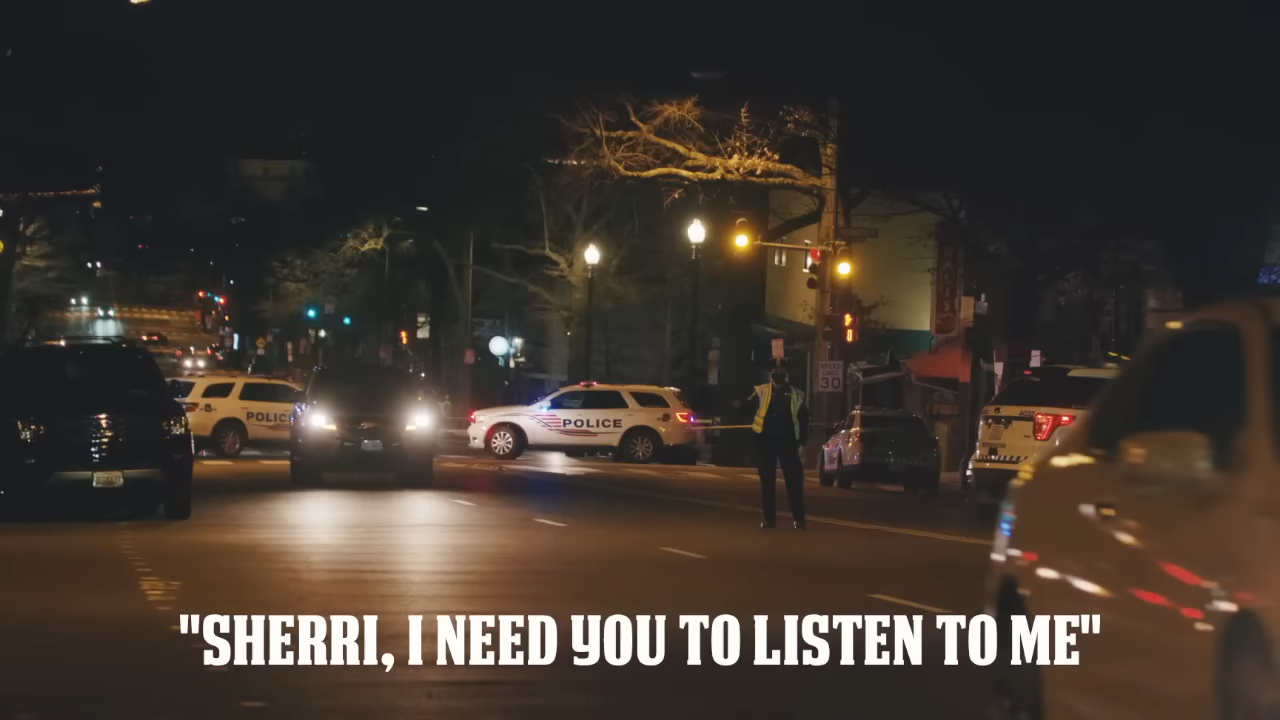 SPEED
LIMIT
30
POLICE
POLICE
"SHERRI, I NEED YOU TO LISTEN TO ME"